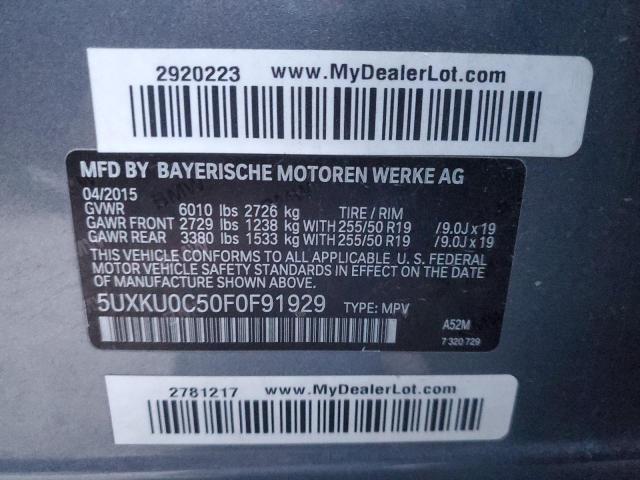 2920223 www.MyDealerLot.com
MFD BY BAYERISCHE MOTOREN WERKE AG
04/2015
GVWR 6010 lbs 2726 kg TIRE / RIM
GAWR FRONT 2729 lbs 1238 kg WITH 255/50 R19 /9.0J x 19
GAWR REAR 3380 lbs 1533 kg WITH 255/50 R19 /9.0J x 19
THIS VEHICLE CONFORMS TO ALL APPLICABLE U. S. FEDERAL
MOTOR VEHICLE SAFETY STANDARDS IN EFFECT ON THE DATE
OF MANUFACTURE SHOWN ABOVE.
5UXKU0C50F0F91929 TYPE: MPV
A52M
7 320 729
2781217 www.MyDealerLot.com